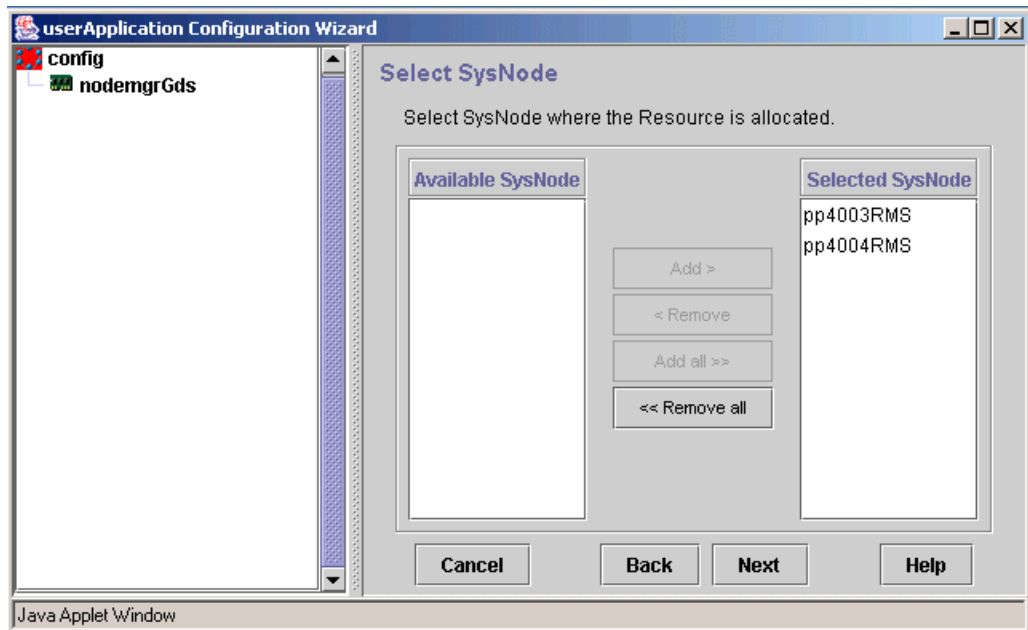 userApplication Configuration Wizard
config
nodemgrGds
Select SysNode
Select SysNode where the Resource is allocated.
Available SysNode
Selected SysNode
pp4003RMS
pp4004RMS
Add >
< Remove
Add all >>
<< Remove all
Cancel
Back
Next
Help
Java Applet Window